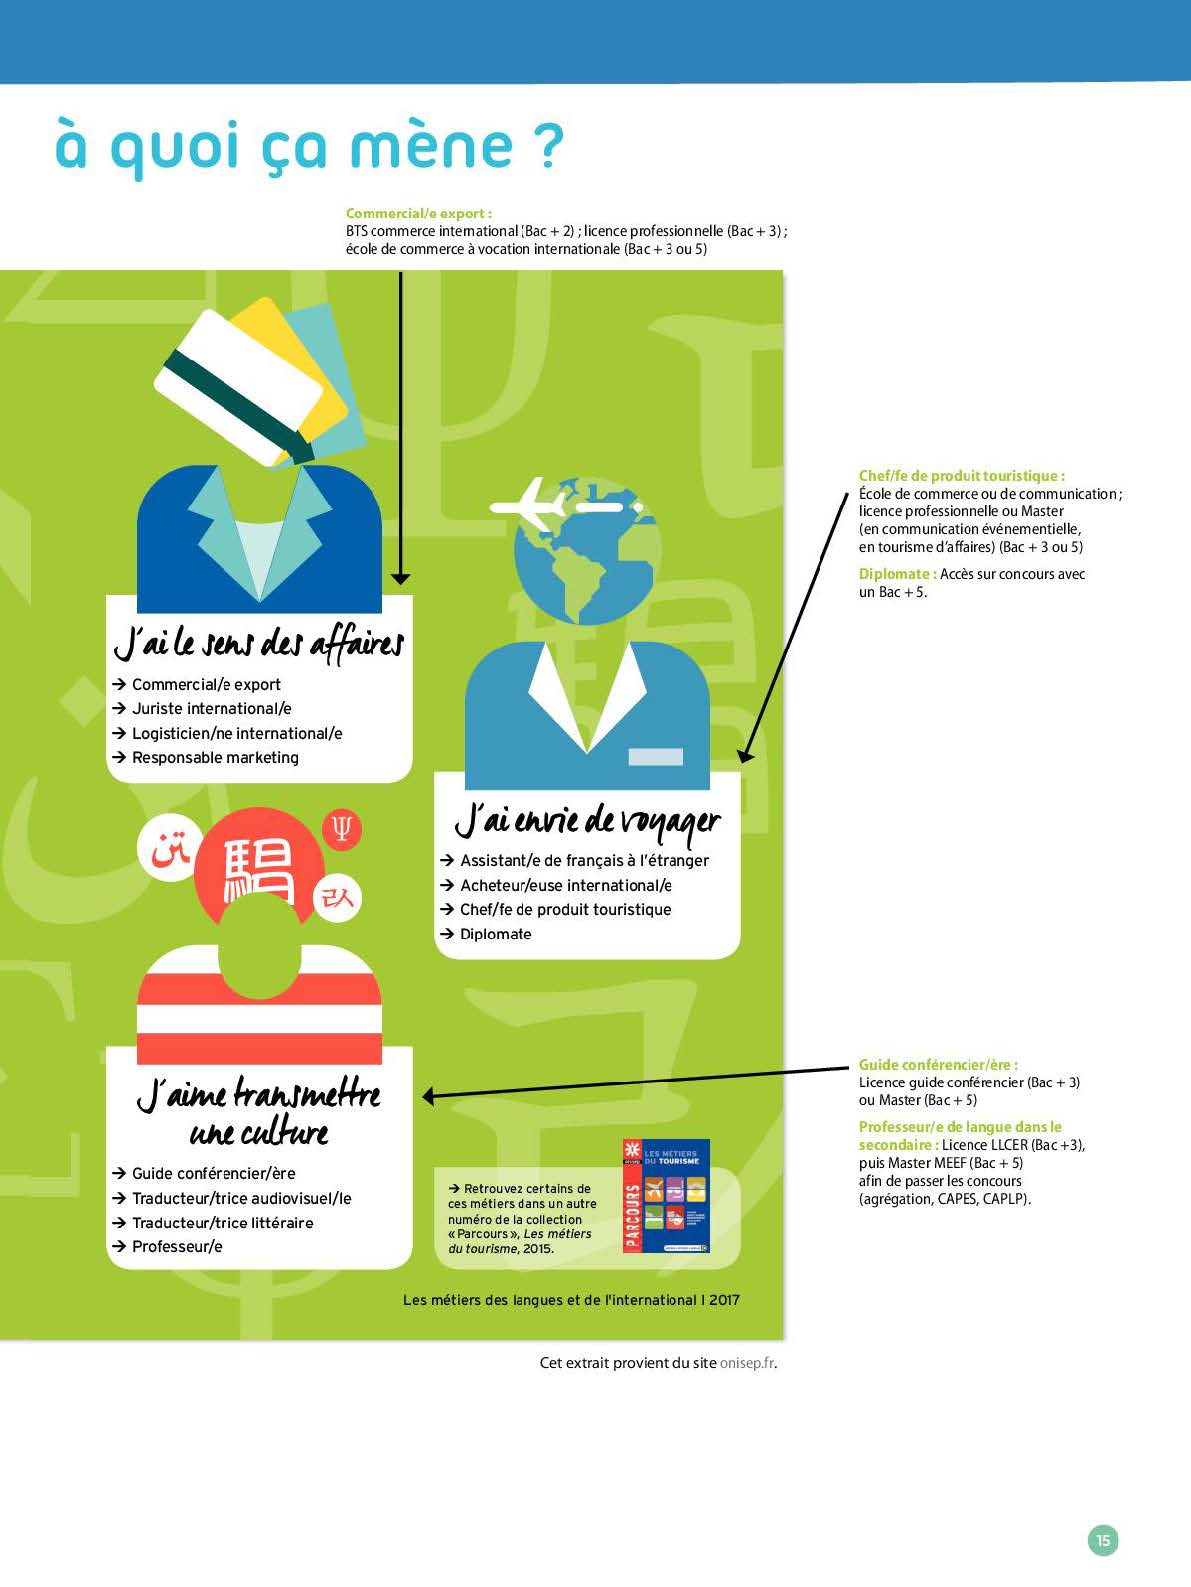 à quoi ça mène ?
Commercial/e export :
BTS commerce international (Bac + 2) ; licence professionnelle (Bac + 3) ;
école de commerce à vocation internationale (Bac + 3 ou 5)
J'ai le sens des affaires
→ Commercial/e export
→ Juriste international/e
→ Logisticien/ne international/e
→ Responsable marketing
Chef/fe de produit touristique :
École de commerce ou de communication ;
licence professionnelle ou Master
(en communication événementielle,
en tourisme d'affaires) (Bac + 3 ou 5)
Diplomate : Accès sur concours avec
un Bac + 5.
J'ai envie de voyager
→ Assistant/e de français à l'étranger
→ Acheteur/euse international/e
→ Chef/fe de produit touristique
→ Diplomate
Ψ
J'aime transmettre
une culture
→ Guide conférencier/ère
→ Traducteur/trice audiovisuel/le
→ Traducteur/trice littéraire
→ Professeur/e
Guide conférencier/ère :
Licence guide conférencier (Bac + 3)
ou Master (Bac + 5)
Professeur/e de langue dans le
secondaire : Licence LLCER (Bac +3),
puis Master MEEF (Bac + 5)
afin de passer les concours
(agrégation, CAPES, CAPLP).
→ Retrouvez certains de
ces métiers dans un autre
numéro de la collection
« Parcours », Les métiers
du tourisme, 2015.
LES MÉTIERS
DU TOURISME
PARCOURS
Les métiers des langues et de l'international I 2017
Cet extrait provient du site onisep.fr.
15